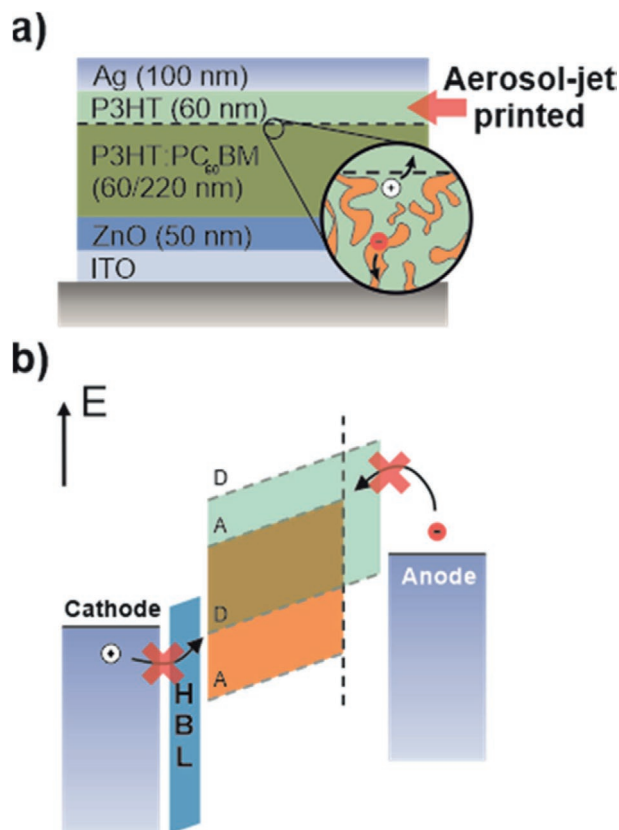 a)
Ag (100 nm)
P3HT (60 nm)
Aerosol-jet
printed
P3HT:PC60BM
(60/220 nm)
+
-
ZnO (50 nm)
ITO
b)
E
D
A
-
Anode
Cathode
D
+
A
HBL